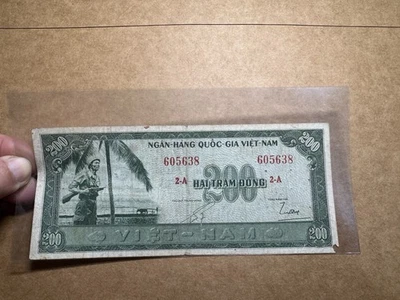 200 NGÂN-HÀNG QUỐC-GIA VIỆT-NAM 200
605638 605638
2-A 200 2-A
HAI TRĂM ĐỒNG
200 VIỆT-NAM 200